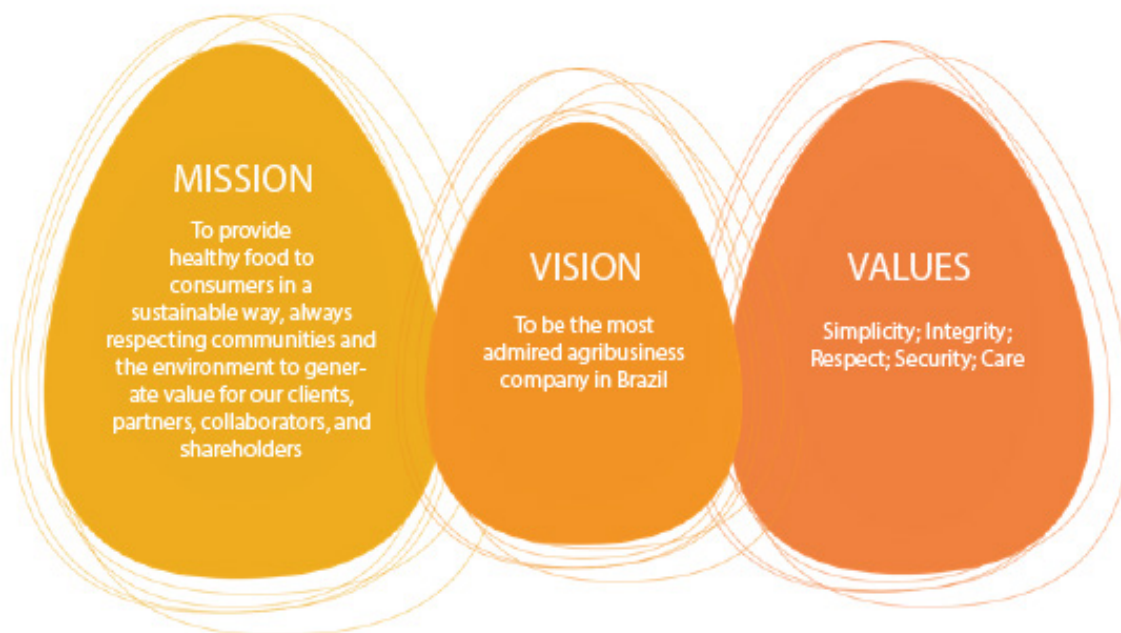 MISSION
To provide
healthy food to
consumers in a
sustainable way, always
respecting communities and
the environment to gener-
ate value for our clients,
partners, collaborators, and
shareholders
VISION
To be the most
admired agribusiness
company in Brazil
VALUES
Simplicity; Integrity;
Respect; Security; Care